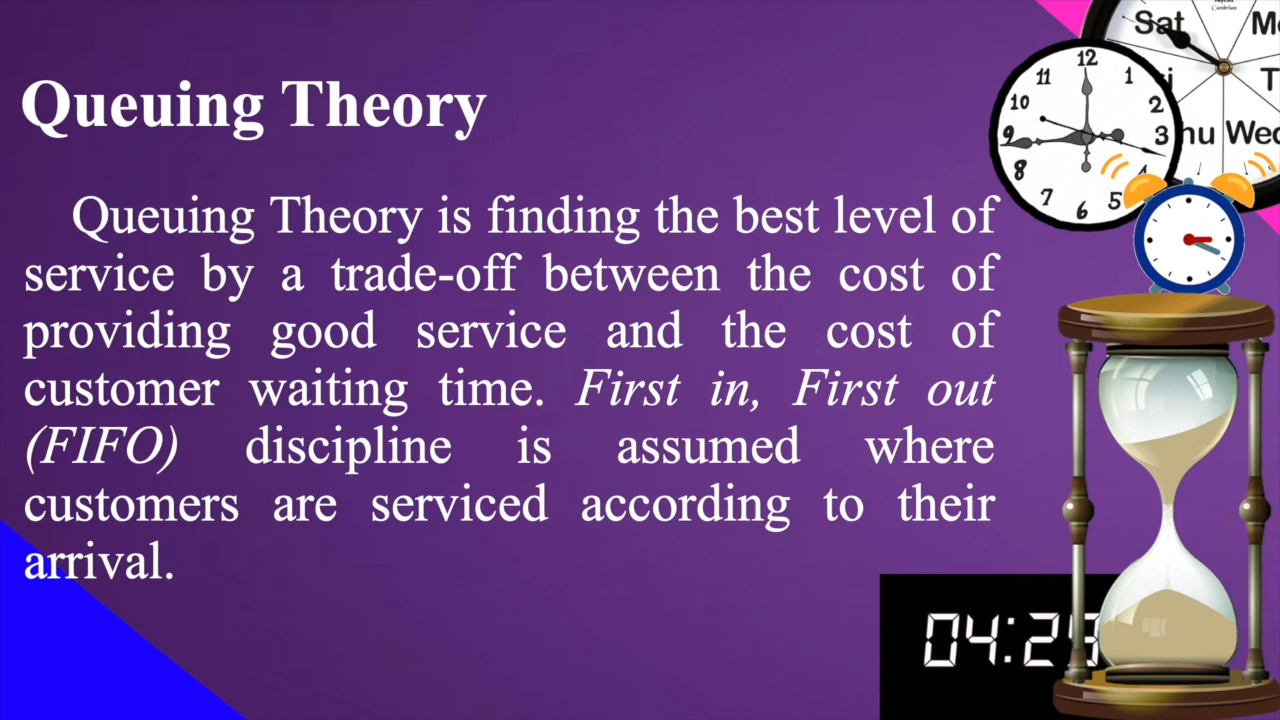 Queuing Theory
Queuing Theory is finding the best level of
service by a trade-off between the cost of
providing good service and the cost of
customer waiting time. First in, First out
(FIFO) discipline is assumed where
customers are serviced according to their
arrival.
Sat
Wed
12
11
1
10
2
9
3
8
7
5
6